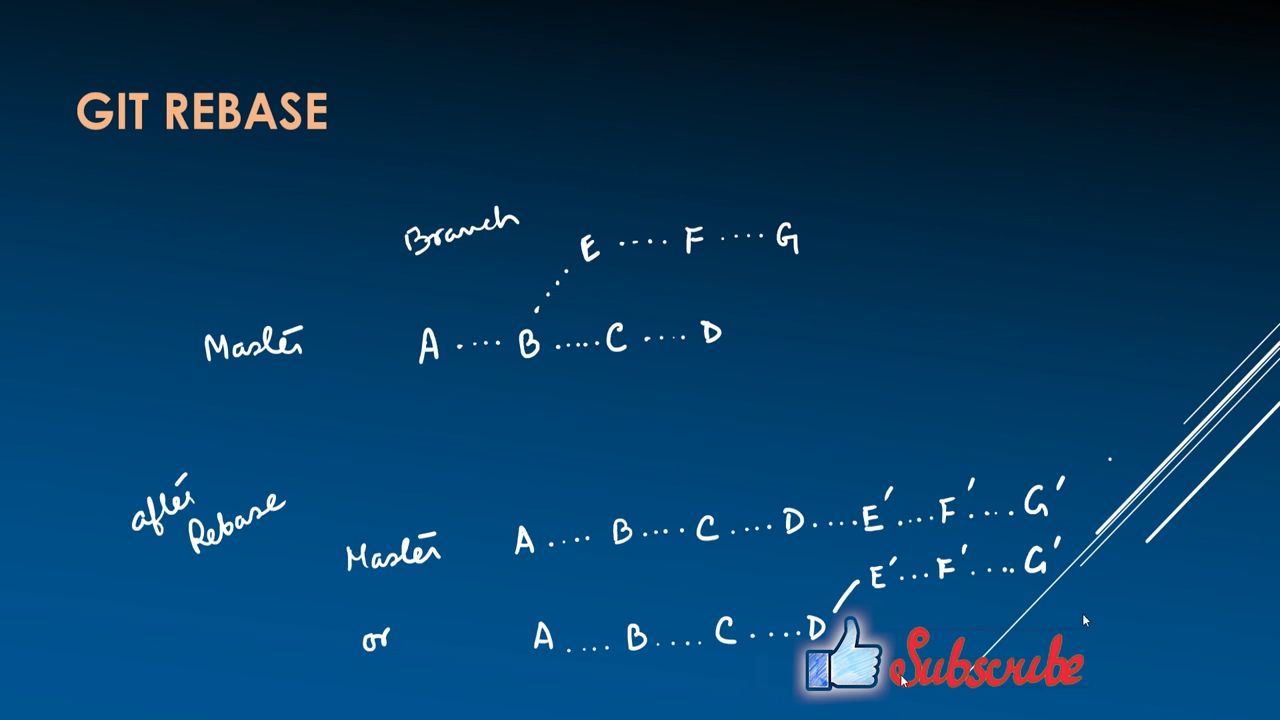 GIT REBASE
Branch E .... F .... G
Master A .... B ..... C .... D
after
Rebase
Master A .... B .... C .... D .... E' .... F' .... G'
E' ... F' .... G'
or A .... B .... C .... D
Subscribe